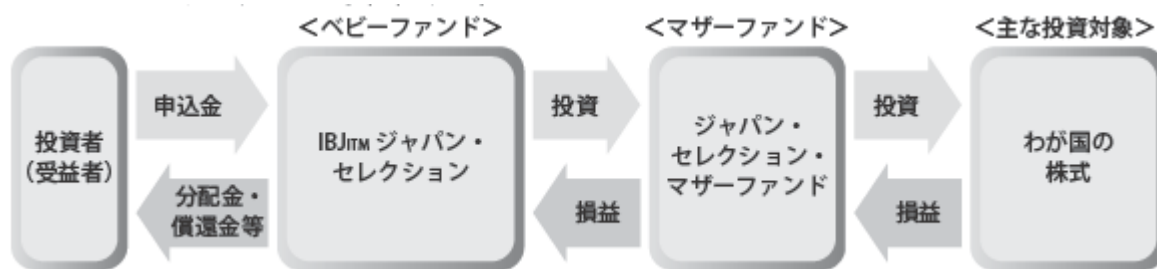 <ベビーファンド>
<マザーファンド>
<主な投資対象>
投資者
(受益者)
申込金
分配金・
償還金等
IBJITM ジャパン・
セレクション
投資
損益
ジャパン・
セレクション・
マザーファンド
投資
損益
わが国の
株式